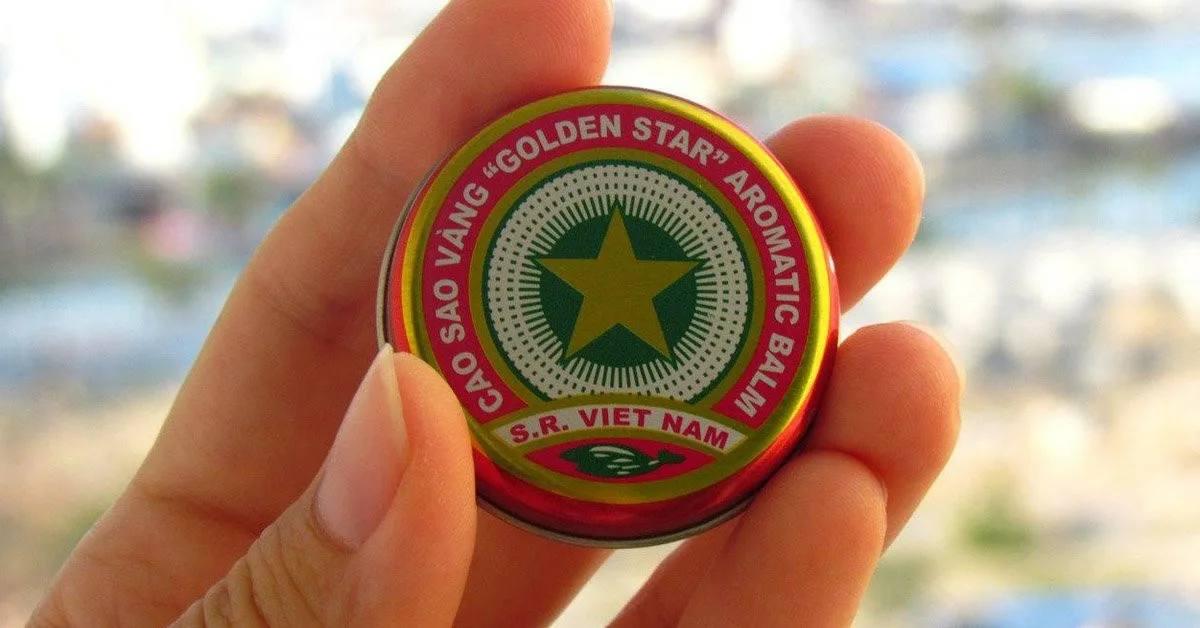 CAO SAO VÀNG “GOLDEN STAR” AROMATIC BALM
S.R. VIET NAM